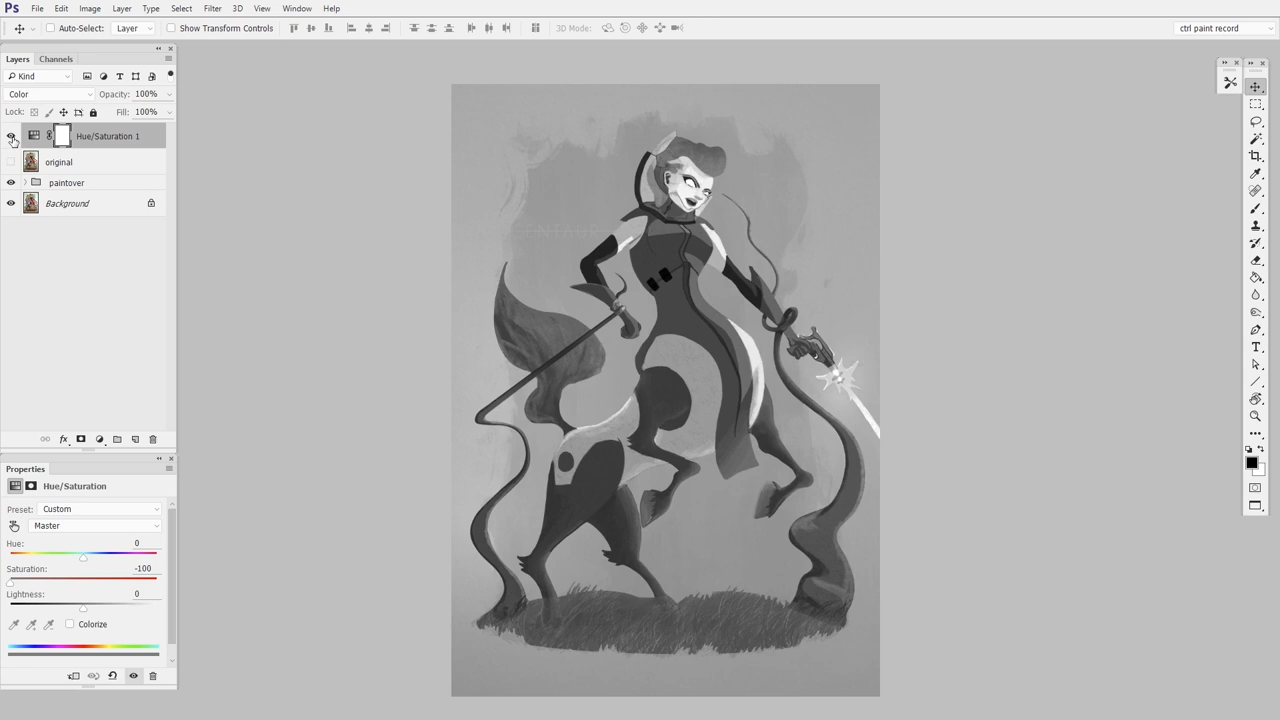 Ps File Edit Image Layer Type Select Filter 3D View Window Help
Auto-Select: Layer Show Transform Controls 3D Mode: ctrl paint record
Layers Channels
Kind
Color Opacity: 100%
Lock: Fill: 100%
Hue/Saturation 1
original
paintover
Background
CENTAUR
fx
Properties
Hue/Saturation
Preset: Custom
Master
Hue: 0
Saturation: -100
Lightness: 0
Colorize